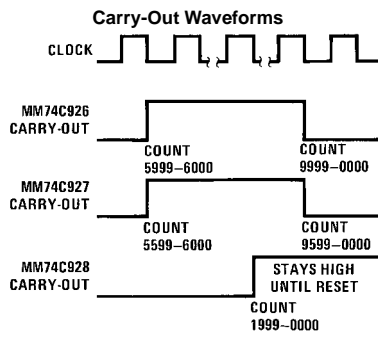 Carry-Out Waveforms
CLOCK
MM74C926
CARRY-OUT
COUNT
5999–6000
COUNT
9999–0000
MM74C927
CARRY-OUT
COUNT
5599–6000
COUNT
9599–0000
MM74C928
CARRY-OUT
STAYS HIGH
UNTIL RESET
COUNT
1999–0000